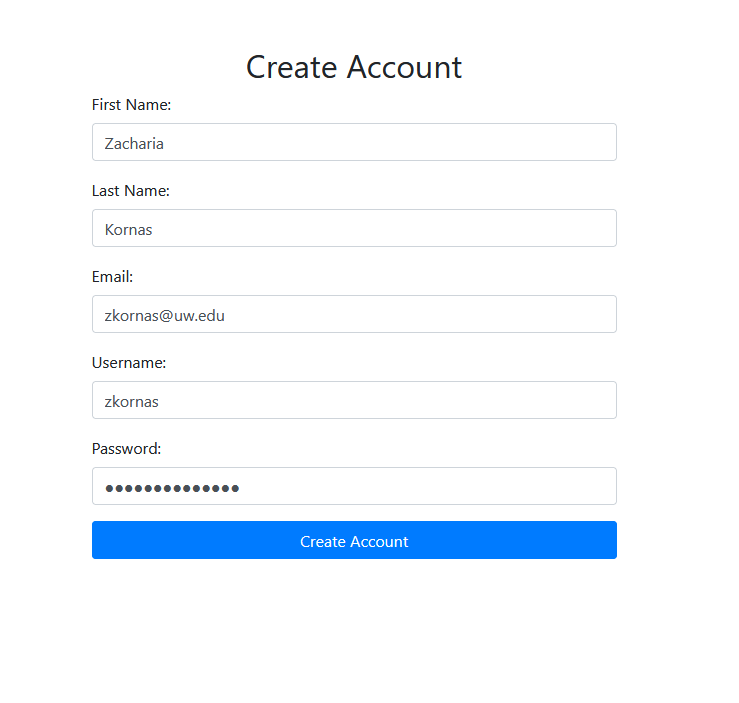 Create Account
First Name:
Zacharia
Last Name:
Kornas
Email:
zkornas@uw.edu
Username:
zkornas
Password:
●●●●●●●●●●●●●●
Create Account